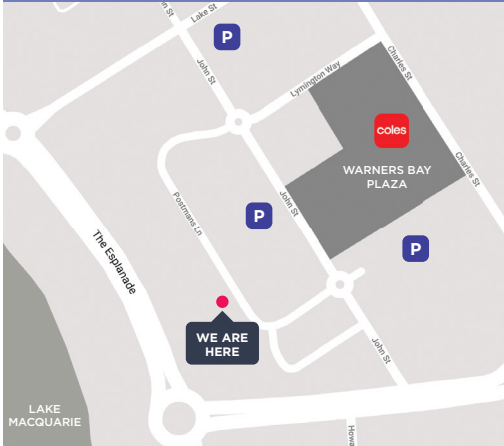 Lake St
P
John St
Charles St
Lymington Way
coles
WARNERS BAY
PLAZA
Charles St
Postmans Ln
P
John St
P
The Esplanade
WE ARE
HERE
John St
LAKE
MACQUARIE
Howa